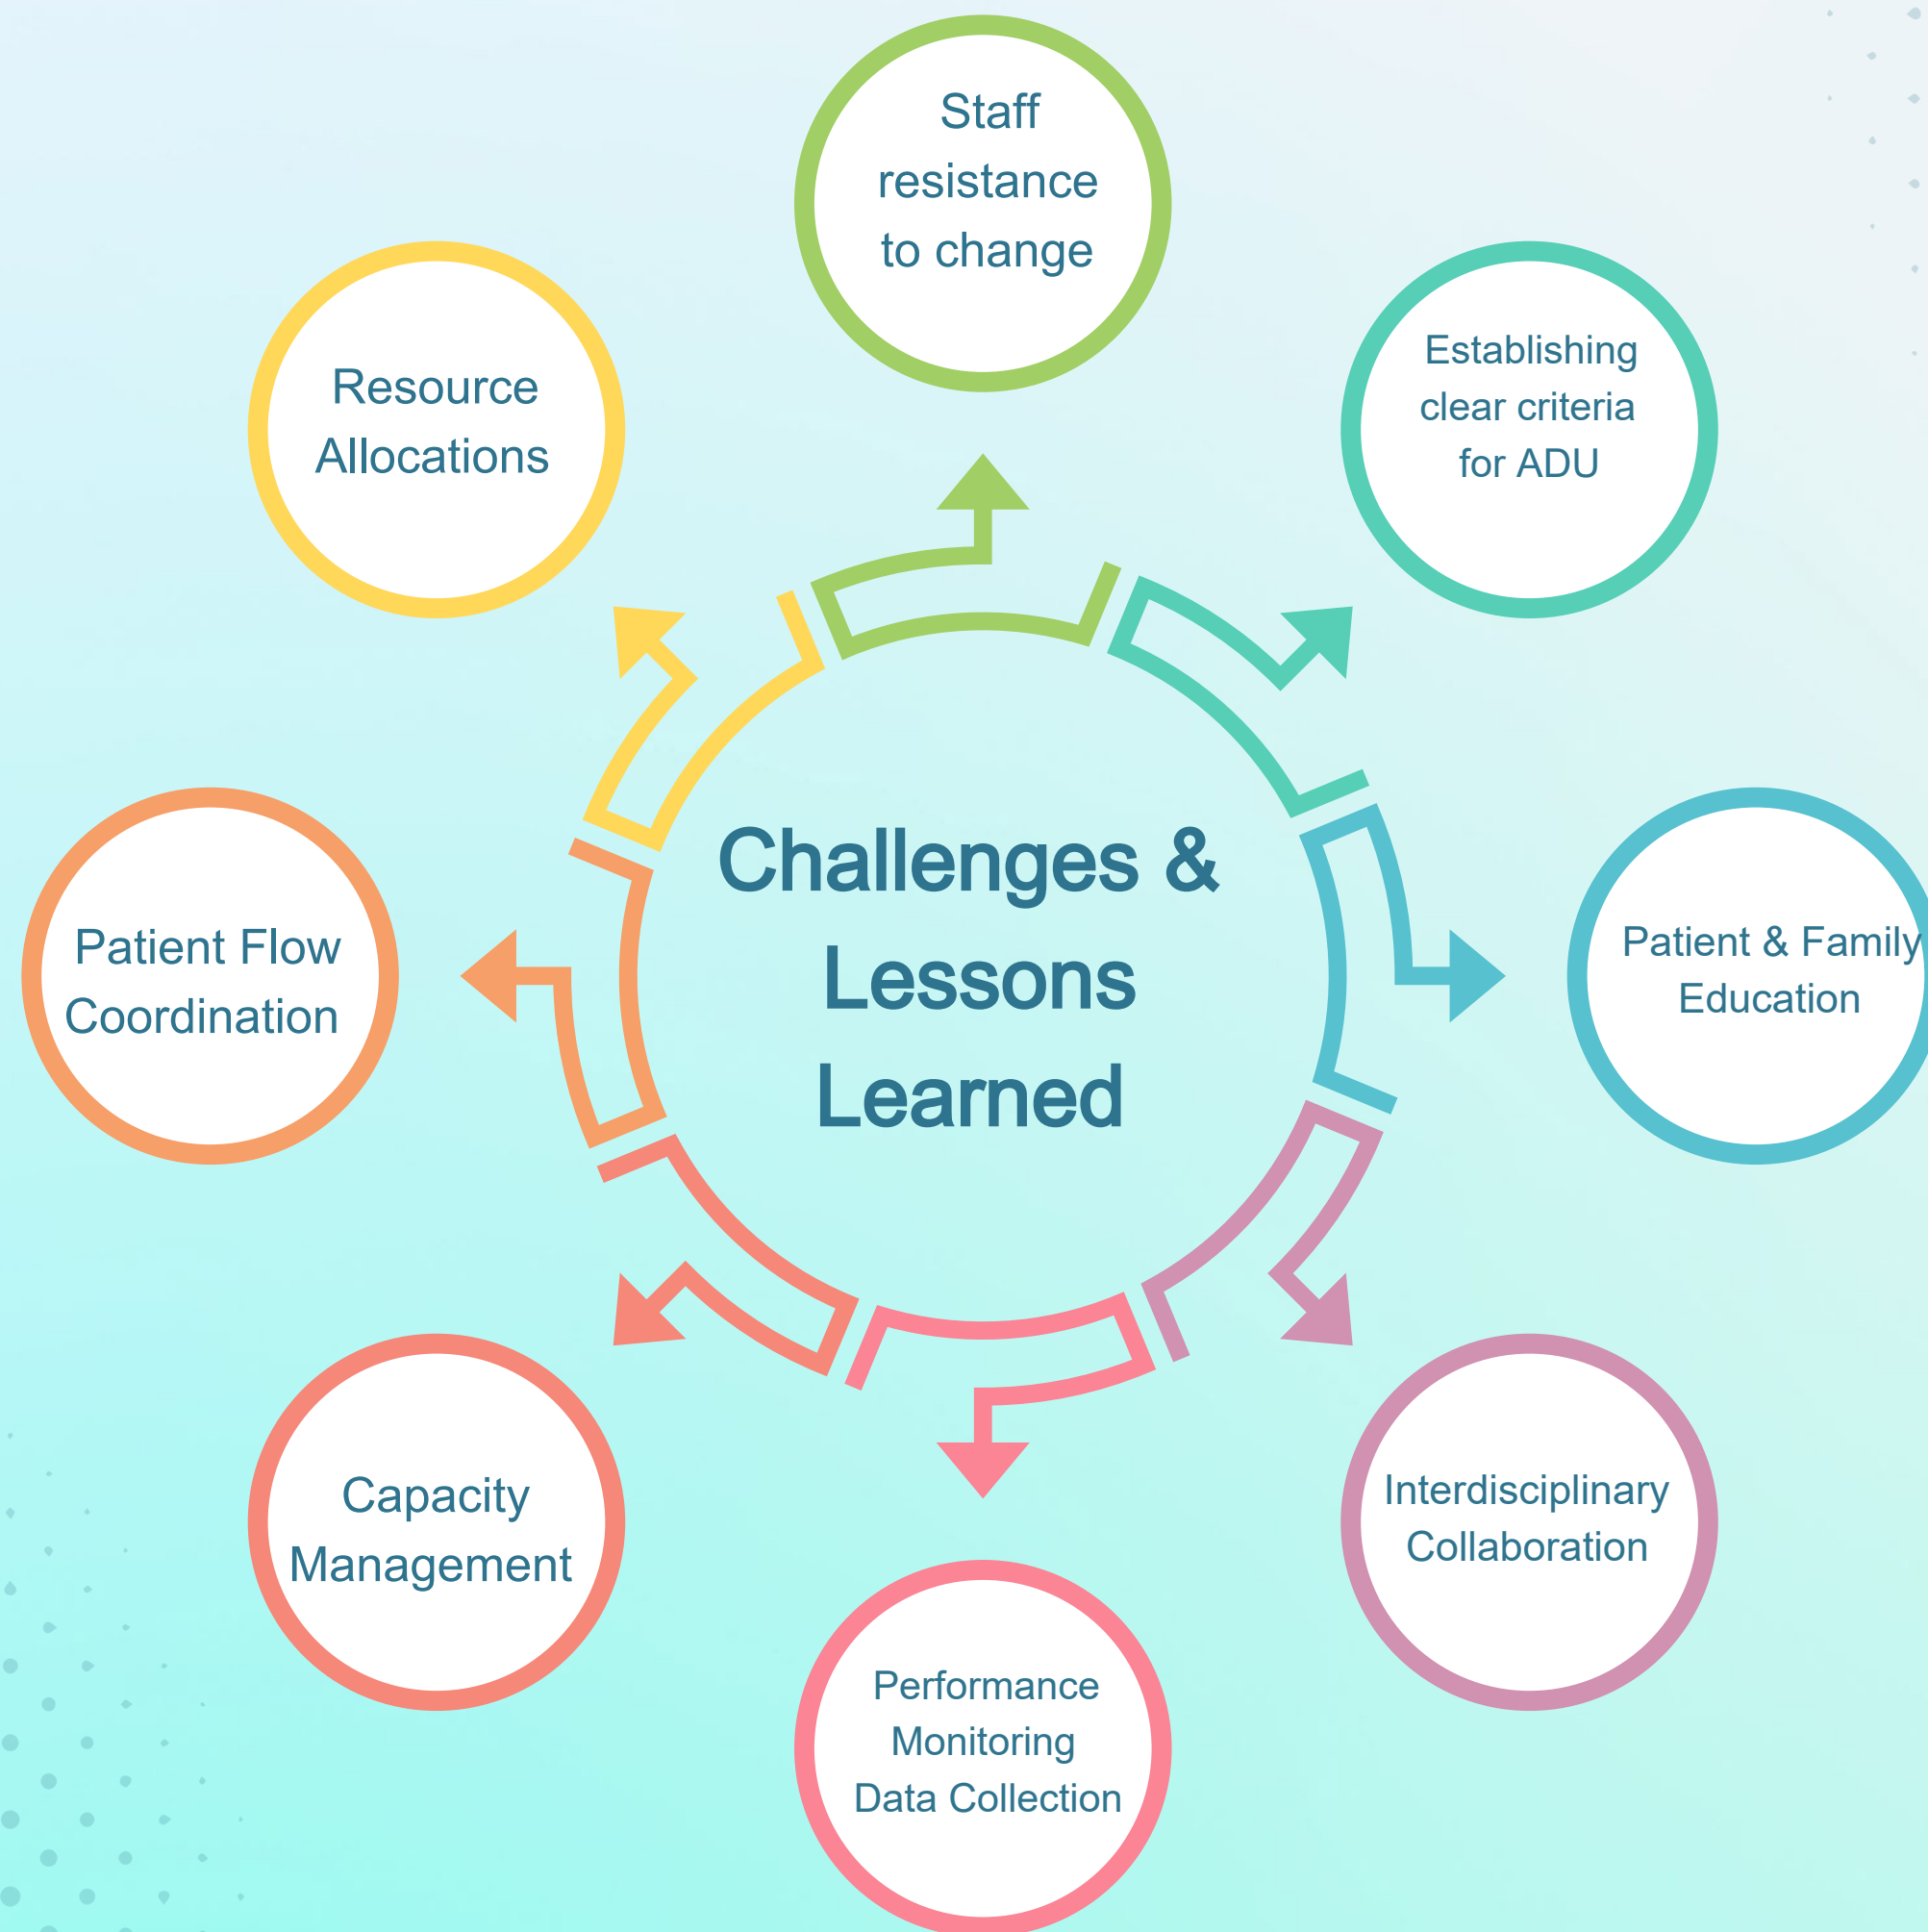 Staff
resistance
to change
Establishing
clear criteria
for ADU
Resource
Allocations
Challenges &
Lessons
Learned
Patient Flow
Coordination
Patient & Family
Education
Capacity
Management
Interdisciplinary
Collaboration
Performance
Monitoring
Data Collection